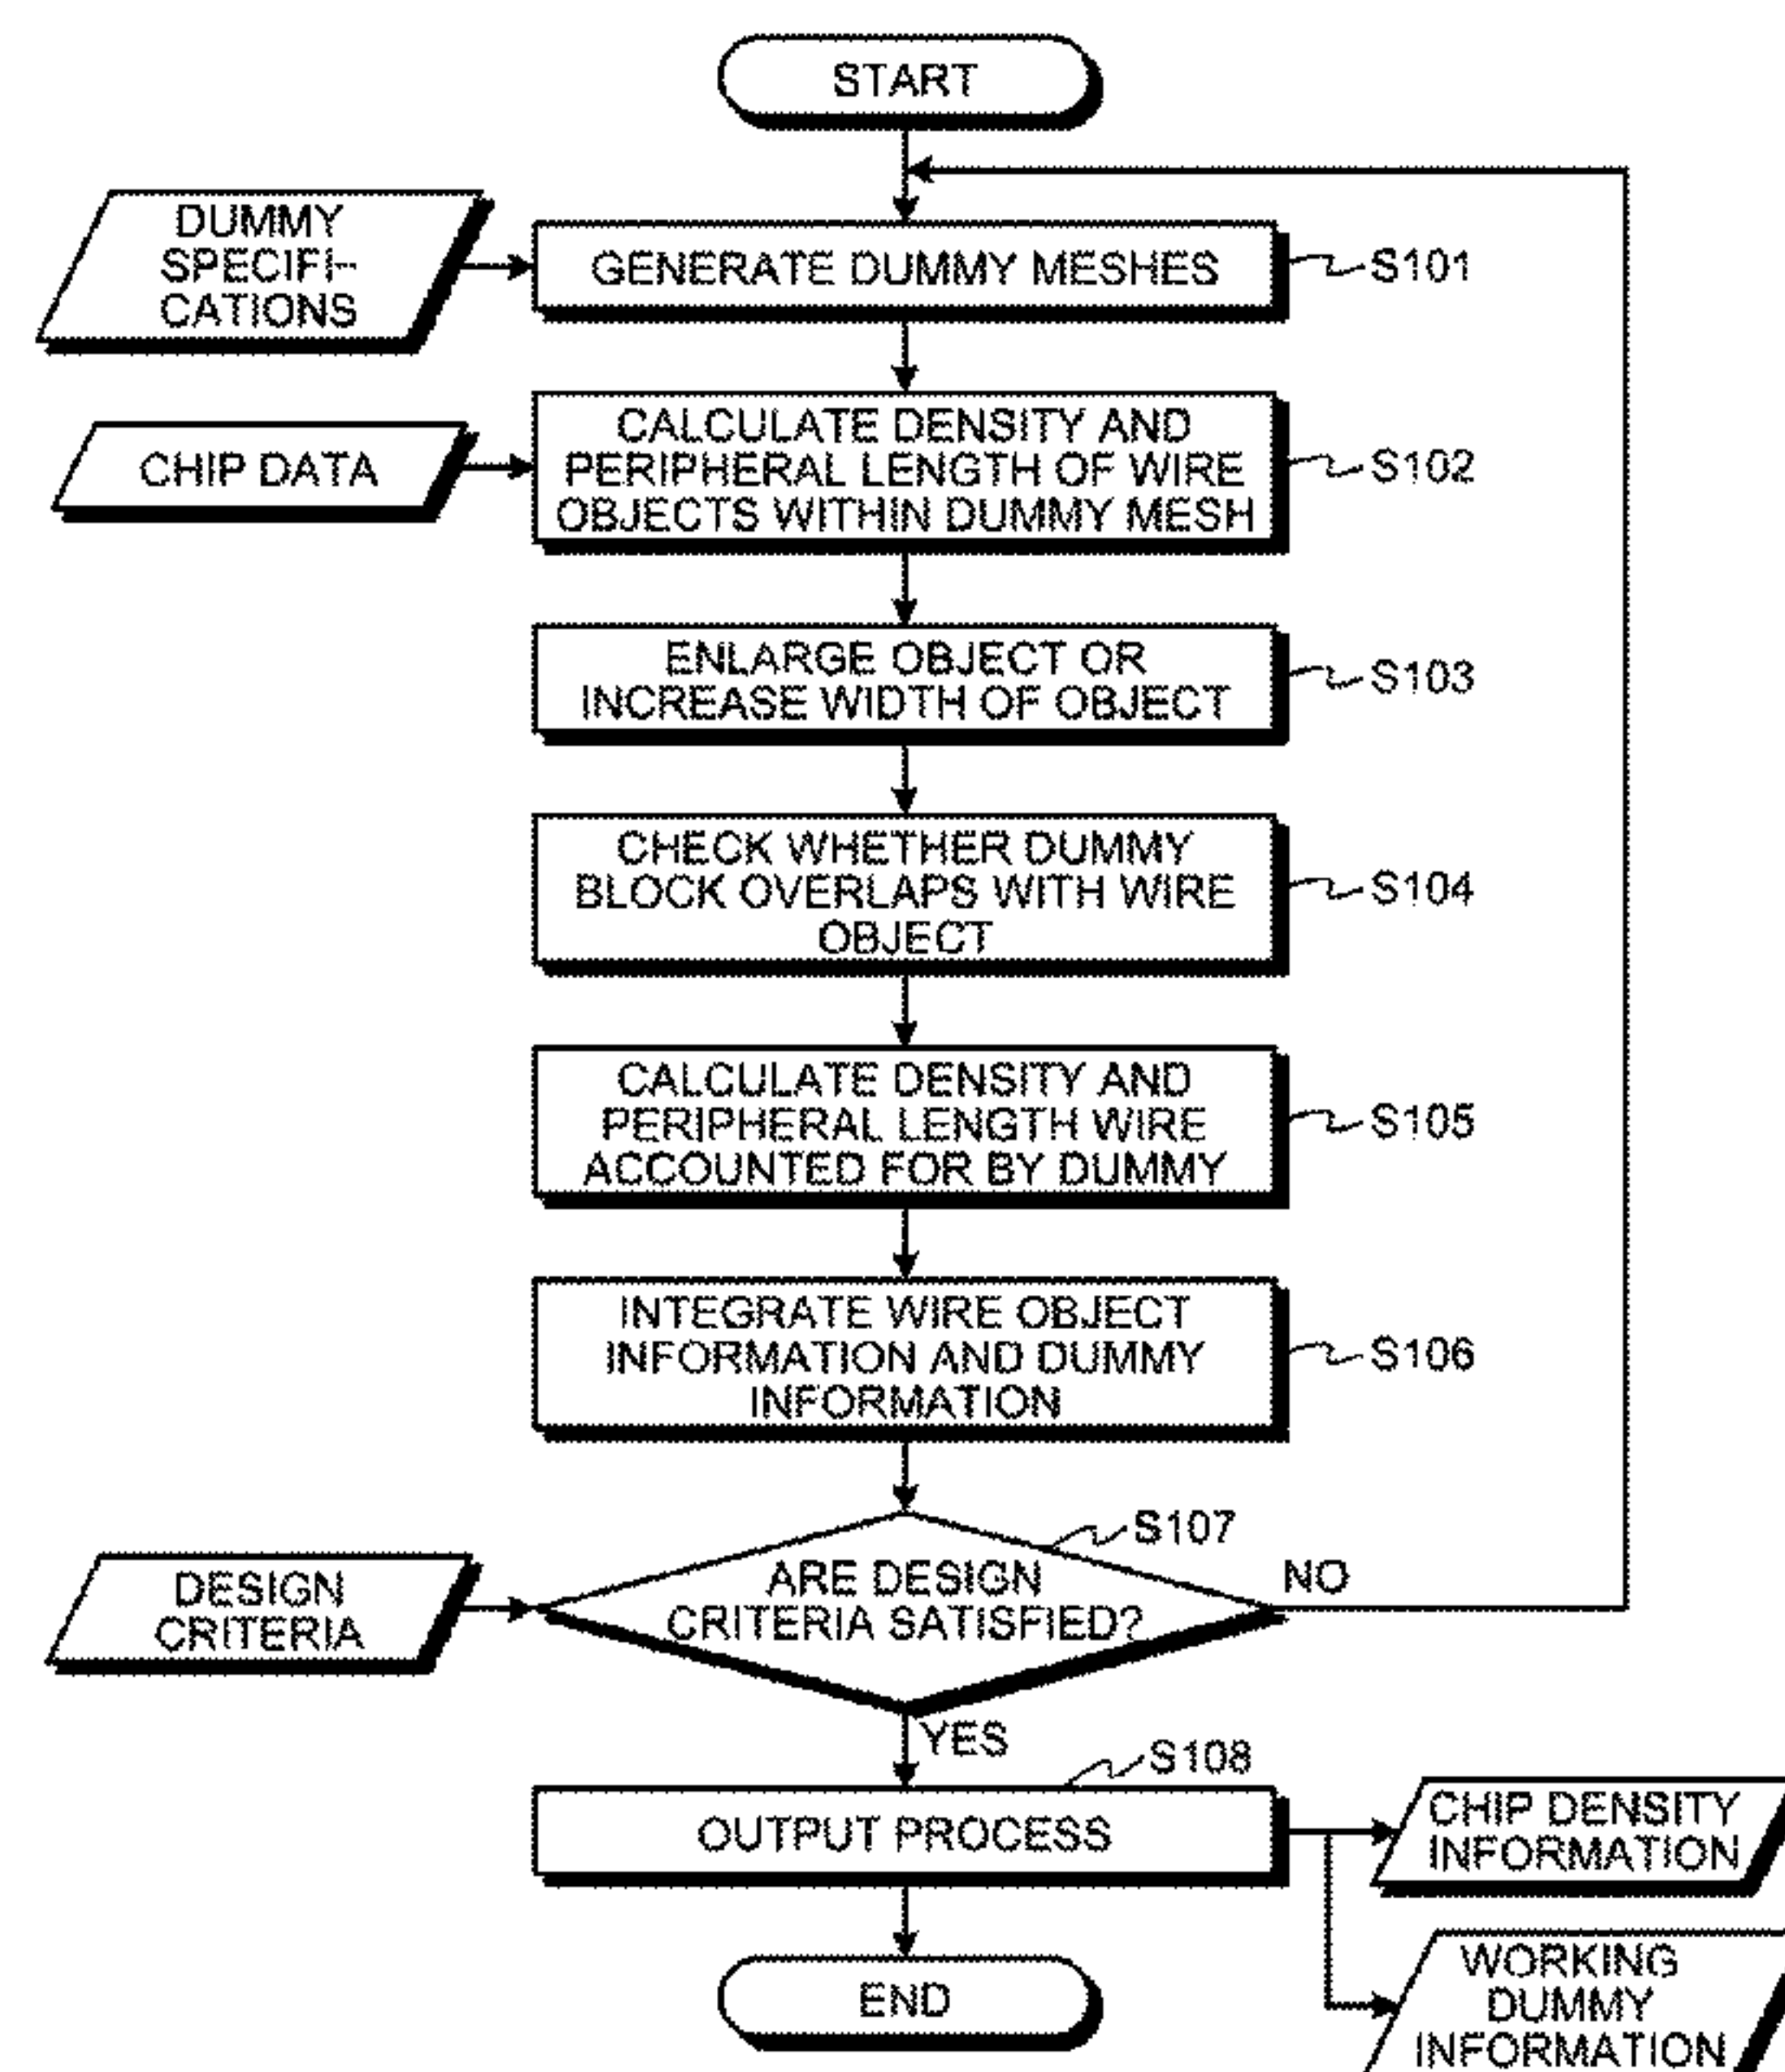 START
DUMMY
SPECIFI-
CATIONS
GENERATE DUMMY MESHES
S101
CHIP DATA
CALCULATE DENSITY AND
PERIPHERAL LENGTH OF WIRE
OBJECTS WITHIN DUMMY MESH
S102
ENLARGE OBJECT OR
INCREASE WIDTH OF OBJECT
S103
CHECK WHETHER DUMMY
BLOCK OVERLAPS WITH WIRE
OBJECT
S104
CALCULATE DENSITY AND
PERIPHERAL LENGTH WIRE
ACCOUNTED FOR BY DUMMY
S105
INTEGRATE WIRE OBJECT
INFORMATION AND DUMMY
INFORMATION
S106
DESIGN
CRITERIA
S107
ARE DESIGN
CRITERIA SATISFIED?
NO
YES
S108
OUTPUT PROCESS
CHIP DENSITY
INFORMATION
WORKING
DUMMY
INFORMATION
END